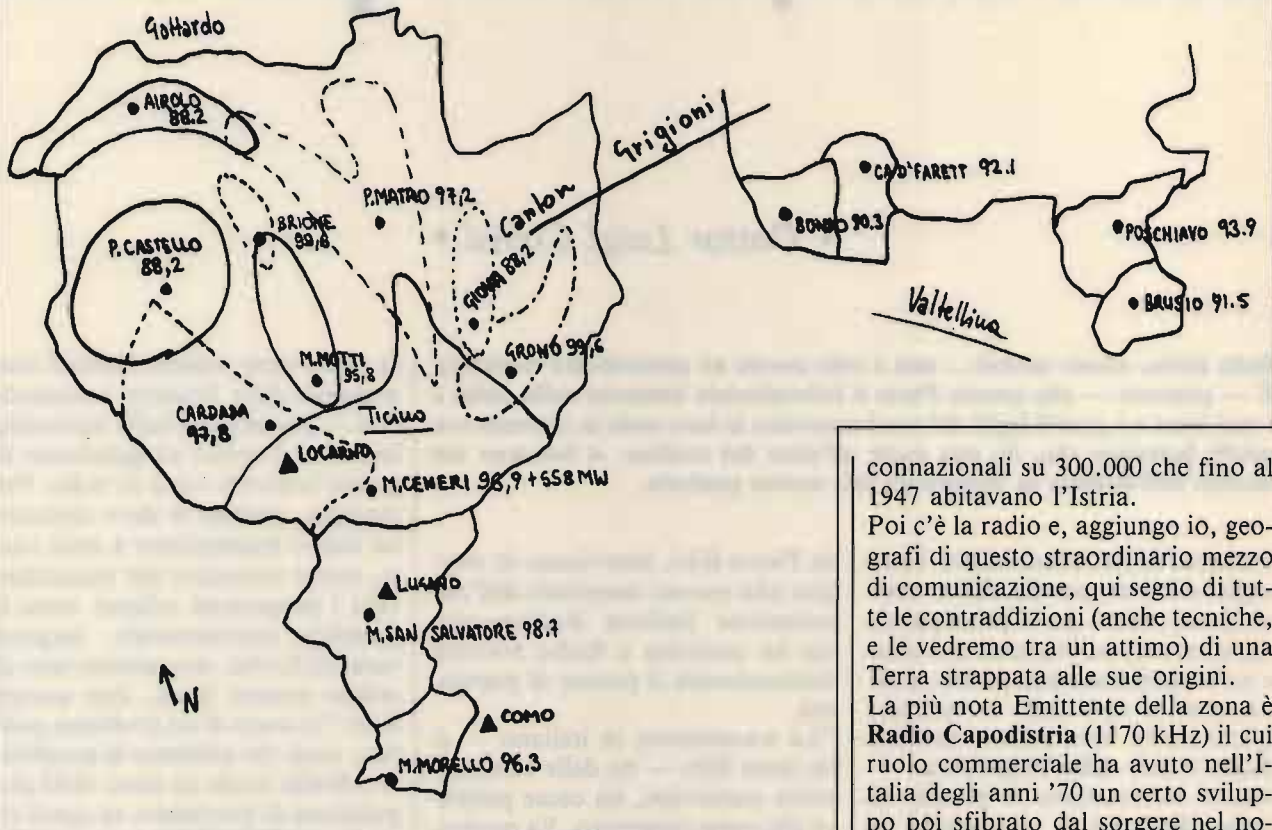 Gottardo
AIROLO
88.2
P. CASTELLO
88,2
BRIONE
99,8
P. MATRO 97,2
Canton Grigioni
GIOVA 88,2
GRONO 99,6
M. MOTTI
95,8
CARDADA
97,8
Ticino
LOCARNO
M. CENERI 96,9 + 558 MW
LUGANO
M. SAN SALVATORE 98.7
COMO
M. MORELLO 96.3
N
CA D'FARETT 92.1
BONDO 90.3
POSCHIAVO 93.9
BRUSIO 91.5
Valtellina
connazionali su 300.000 che fino al
1947 abitavano l'Istria.
Poi c'è la radio e, aggiungo io, geo-
grafi di questo straordinario mezzo
di comunicazione, qui segno di tut-
te le contraddizioni (anche tecniche,
e le vedremo tra un attimo) di una
Terra strappata alle sue origini.
La più nota Emittente della zona è
Radio Capodistria (1170 kHz) il cui
ruolo commerciale ha avuto nell'I-
talia degli anni '70 un certo svilup-
po poi sfibrato dal sorgere nel no-